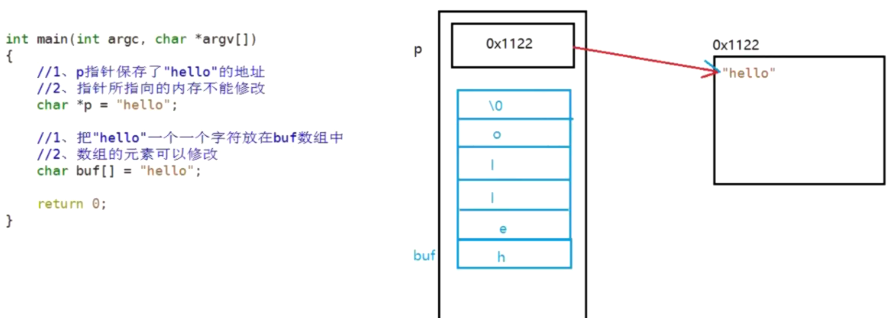 int main(int argc, char *argv[])
{
//1、p指针保存了"hello"的地址
//2、指针所指向的内存不能修改
char *p = "hello";
//1、把"hello"一个一个字符放在buf数组中
//2、数组的元素可以修改
char buf[] = "hello";
return 0;
}
p
0x1122
\0
o
l
l
e
buf
h
0x1122
"hello"